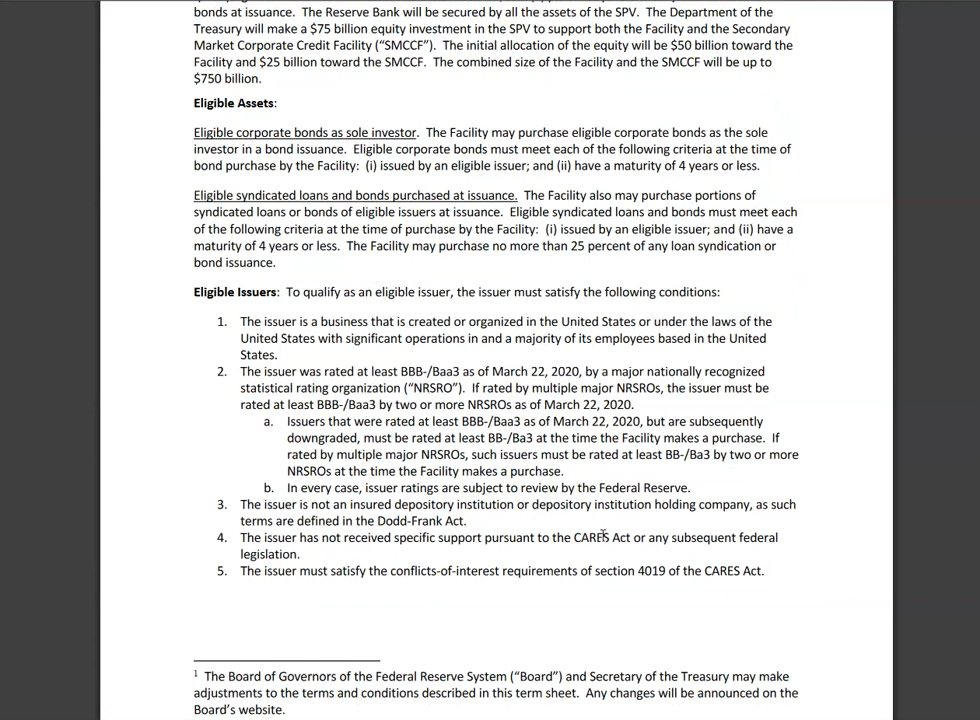 bonds at issuance. The Reserve Bank will be secured by all the assets of the SPV. The Department of the
Treasury will make a $75 billion equity investment in the SPV to support both the Facility and the Secondary
Market Corporate Credit Facility (“SMCCF”). The initial allocation of the equity will be $50 billion toward the
Facility and $25 billion toward the SMCCF. The combined size of the Facility and the SMCCF will be up to
$750 billion.
Eligible Assets:
Eligible corporate bonds as sole investor. The Facility may purchase eligible corporate bonds as the sole
investor in a bond issuance. Eligible corporate bonds must meet each of the following criteria at the time of
bond purchase by the Facility: (i) issued by an eligible issuer; and (ii) have a maturity of 4 years or less.
Eligible syndicated loans and bonds purchased at issuance. The Facility also may purchase portions of
syndicated loans or bonds of eligible issuers at issuance. Eligible syndicated loans and bonds must meet each
of the following criteria at the time of purchase by the Facility: (i) issued by an eligible issuer; and (ii) have a
maturity of 4 years or less. The Facility may purchase no more than 25 percent of any loan syndication or
bond issuance.
Eligible Issuers: To qualify as an eligible issuer, the issuer must satisfy the following conditions:
1. The issuer is a business that is created or organized in the United States or under the laws of the
United States with significant operations in and a majority of its employees based in the United
States.
2. The issuer was rated at least BBB-/Baa3 as of March 22, 2020, by a major nationally recognized
statistical rating organization (“NRSRO”). If rated by multiple major NRSROs, the issuer must be
rated at least BBB-/Baa3 by two or more NRSROs as of March 22, 2020.
a. Issuers that were rated at least BBB-/Baa3 as of March 22, 2020, but are subsequently
downgraded, must be rated at least BB-/Ba3 at the time the Facility makes a purchase. If
rated by multiple major NRSROs, such issuers must be rated at least BB-/Ba3 by two or more
NRSROs at the time the Facility makes a purchase.
b. In every case, issuer ratings are subject to review by the Federal Reserve.
3. The issuer is not an insured depository institution or depository institution holding company, as such
terms are defined in the Dodd-Frank Act.
4. The issuer has not received specific support pursuant to the CARES Act or any subsequent federal
legislation.
5. The issuer must satisfy the conflicts-of-interest requirements of section 4019 of the CARES Act.
1 The Board of Governors of the Federal Reserve System (“Board”) and Secretary of the Treasury may make
adjustments to the terms and conditions described in this term sheet. Any changes will be announced on the
Board’s website.